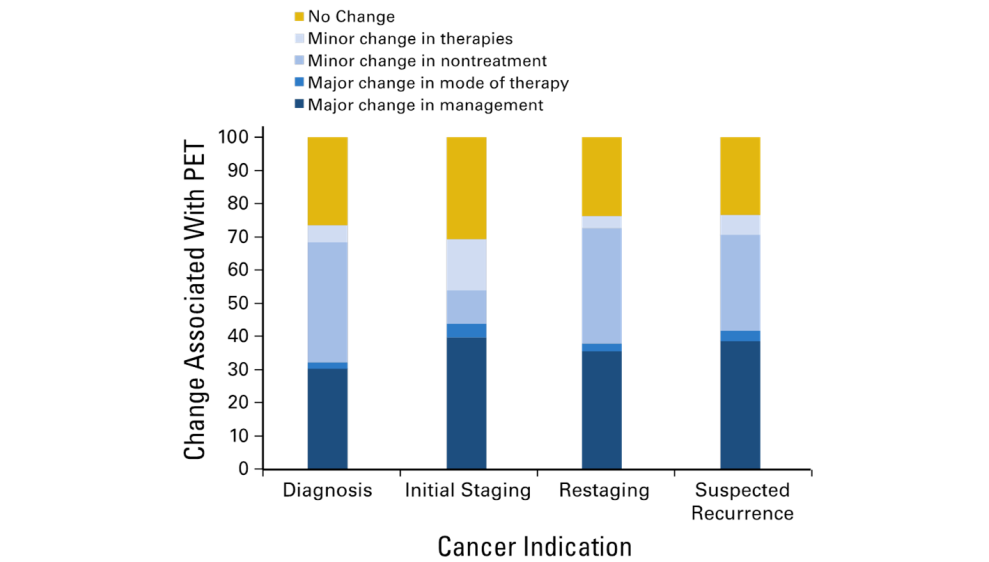 No Change
Minor change in therapies
Minor change in nontreatment
Major change in mode of therapy
Major change in management
Change Associated With PET
100
90
80
70
60
50
40
30
20
10
0
Diagnosis
Initial Staging
Restaging
Suspected
Recurrence
Cancer Indication